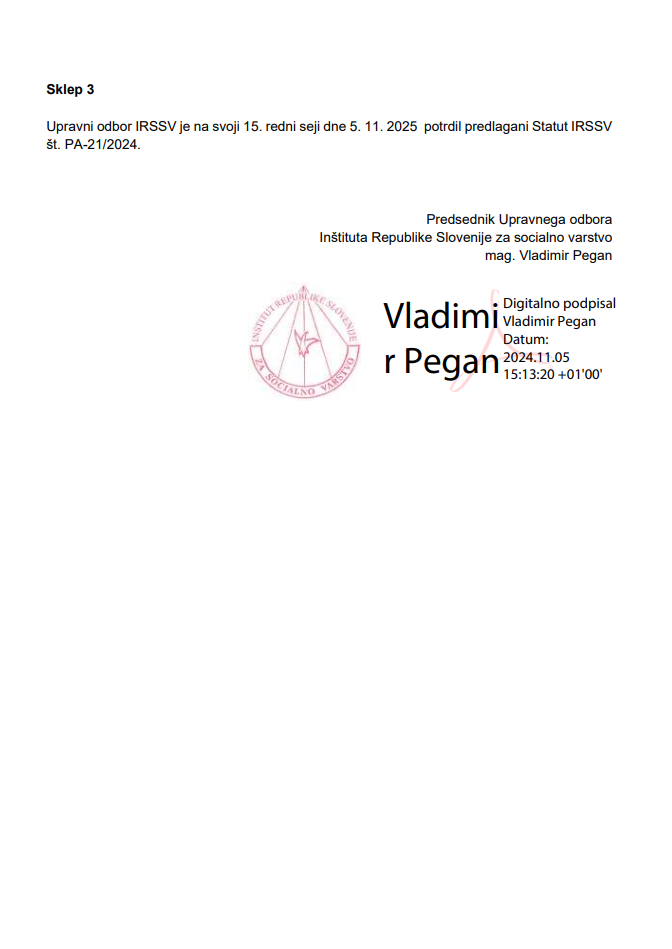 Sklep 3
Upravni odbor IRSSV je na svoji 15. redni seji dne 5. 11. 2025  potrdil predlagani Statut IRSSV
št. PA-21/2024.
Predsednik Upravnega odbora
Inštituta Republike Slovenije za socialno varstvo
mag. Vladimir Pegan
INŠTITUT REPUBLIKE SLOVENIJE
ZA SOCIALNO VARSTVO
Vladimi
r Pegan
Digitalno podpisal
Vladimir Pegan
Datum:
2024.11.05
15:13:20 +01'00'